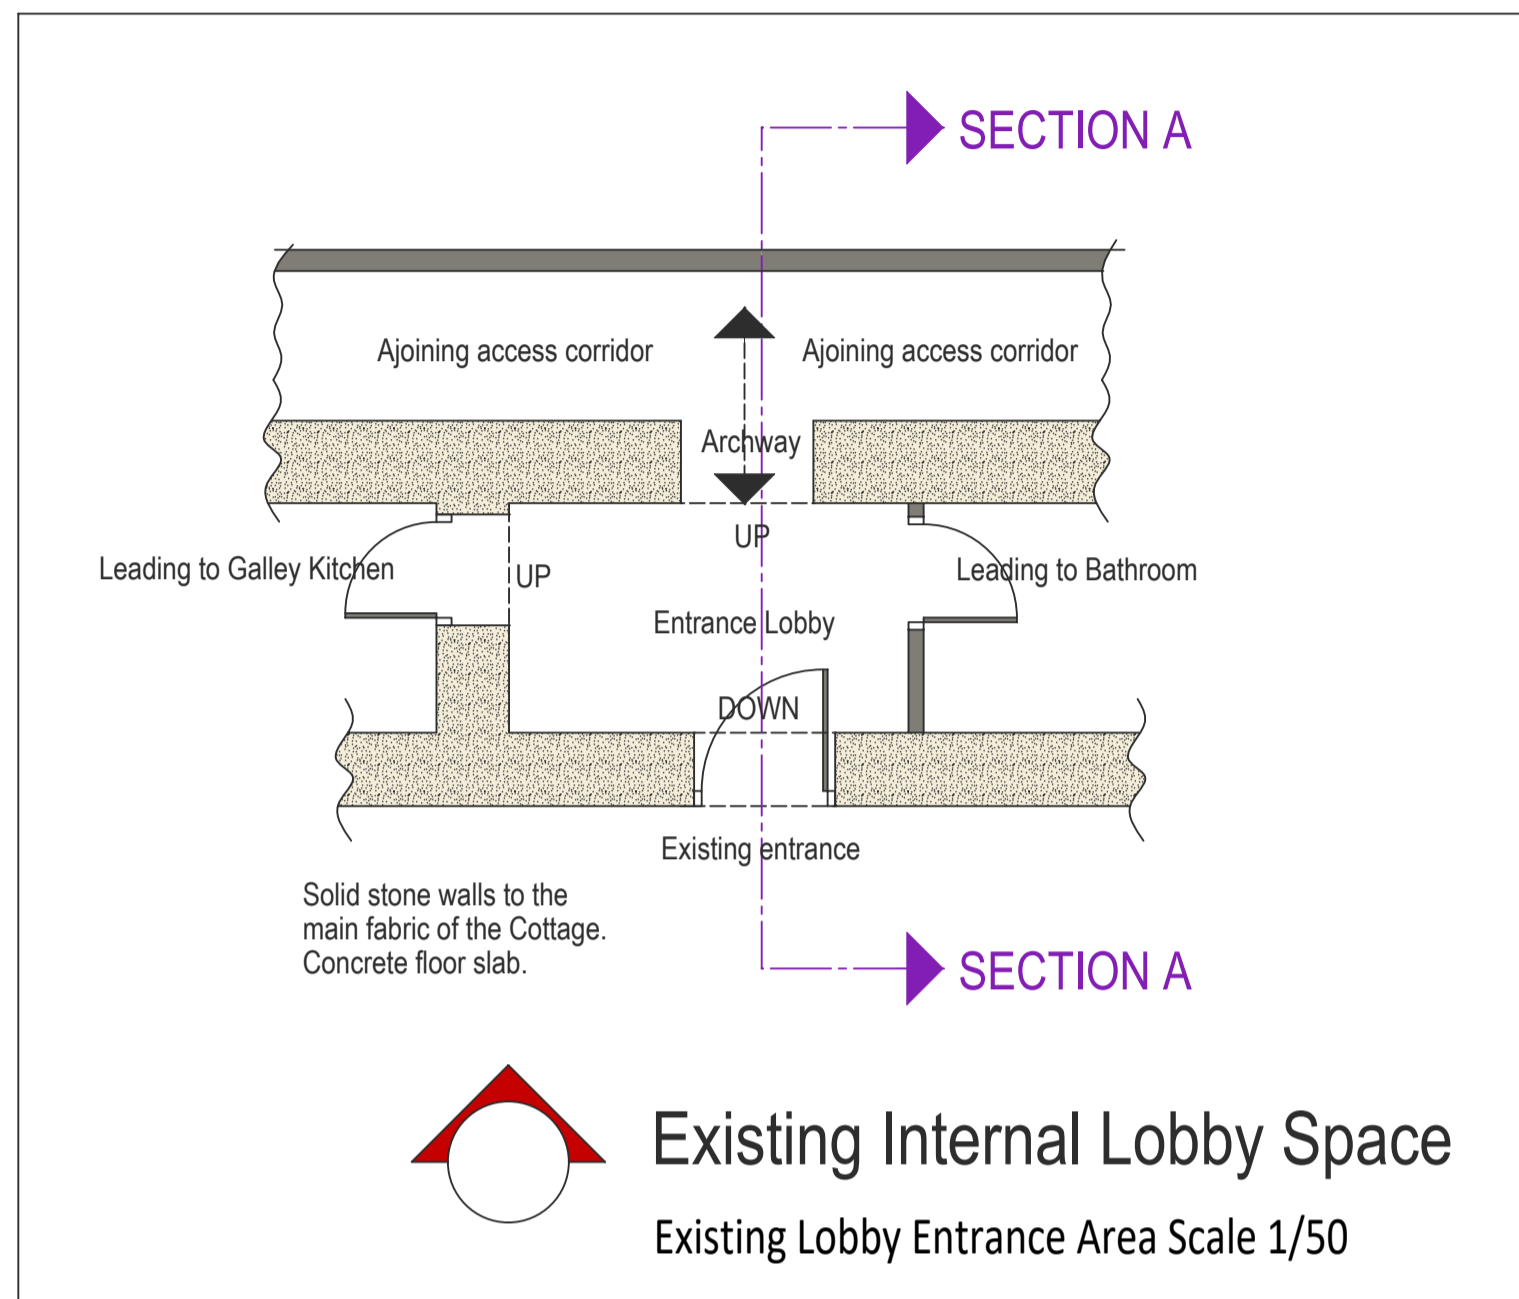 SECTION A
Ajoining access corridor
Ajoining access corridor
Archway
UP
Leading to Galley Kitchen
UP
Leading to Bathroom
Entrance Lobby
DOWN
Existing entrance
Solid stone walls to the
main fabric of the Cottage.
Concrete floor slab.
SECTION A
Existing Internal Lobby Space
Existing Lobby Entrance Area Scale 1/50